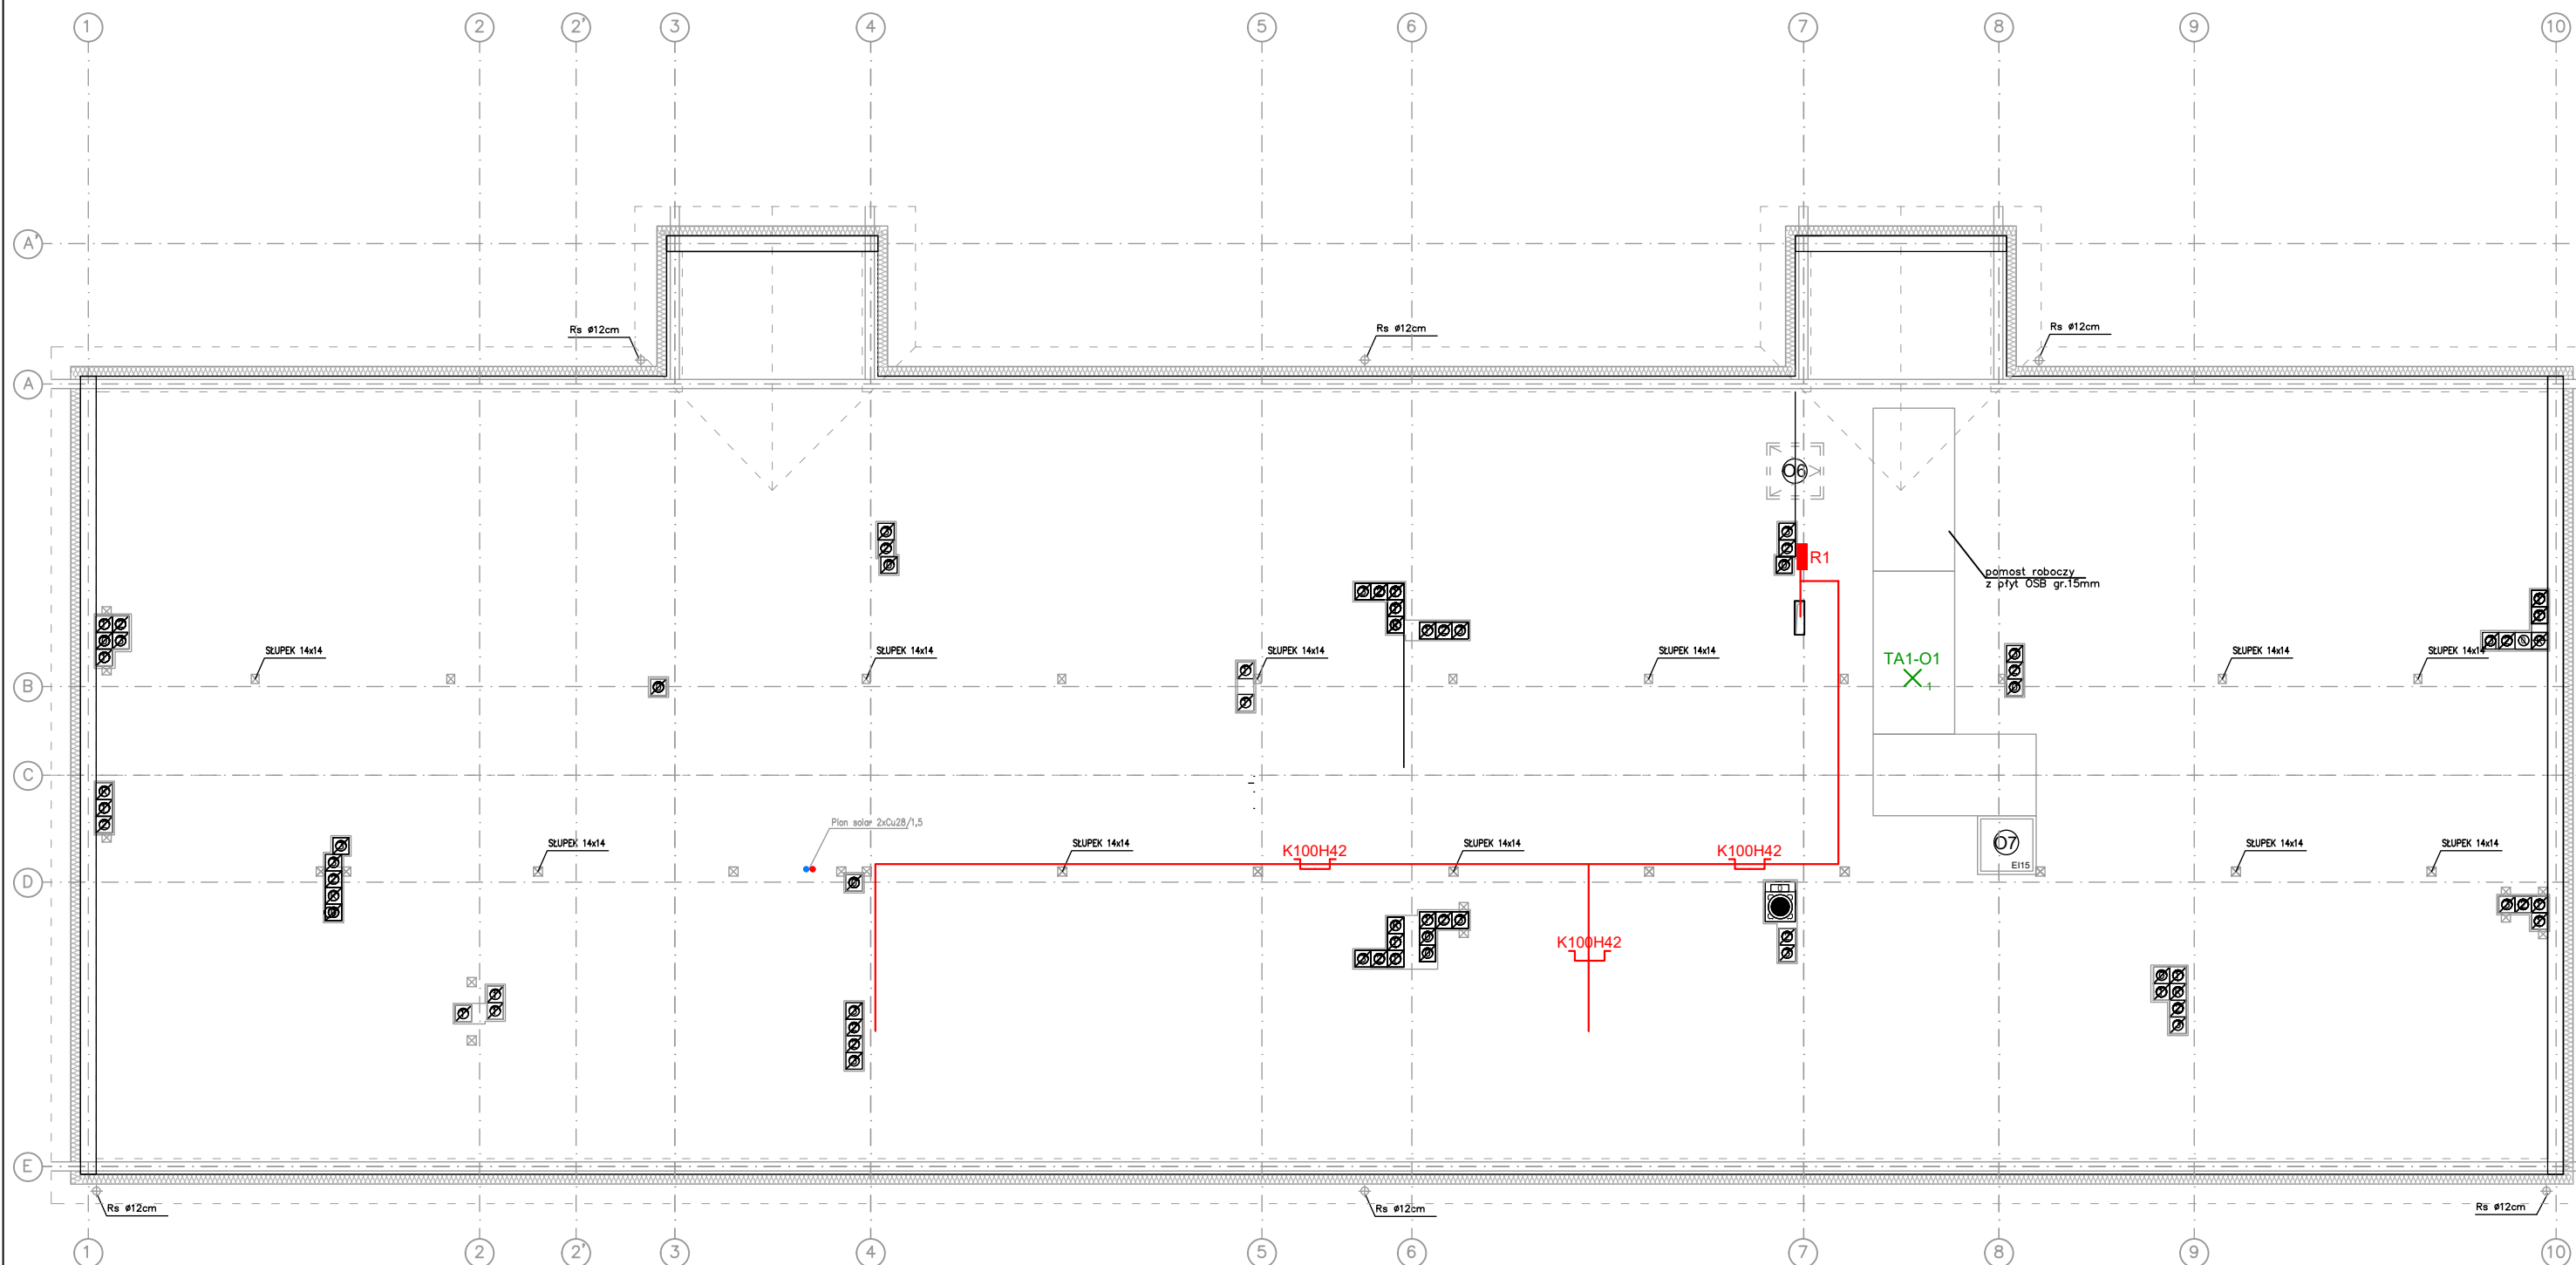 1 2 2' 3 4 5 6 7 8 9 10
A'
Rs ø12cm Rs ø12cm Rs ø12cm
A
O6
R1
pomost roboczy
z płyt OSB gr.15mm
SŁUPEK 14x14 SŁUPEK 14x14 SŁUPEK 14x14 SŁUPEK 14x14 SŁUPEK 14x14 SŁUPEK 14x14
TA1-O1
1
B
C
Pion solar 2xCu28/1,5
SŁUPEK 14x14 SŁUPEK 14x14 K100H42 SŁUPEK 14x14 K100H42 O7 SŁUPEK 14x14 SŁUPEK 14x14
EI15
D
K100H42
E
Rs ø12cm Rs ø12cm Rs ø12cm
1 2 2' 3 4 5 6 7 8 9 10